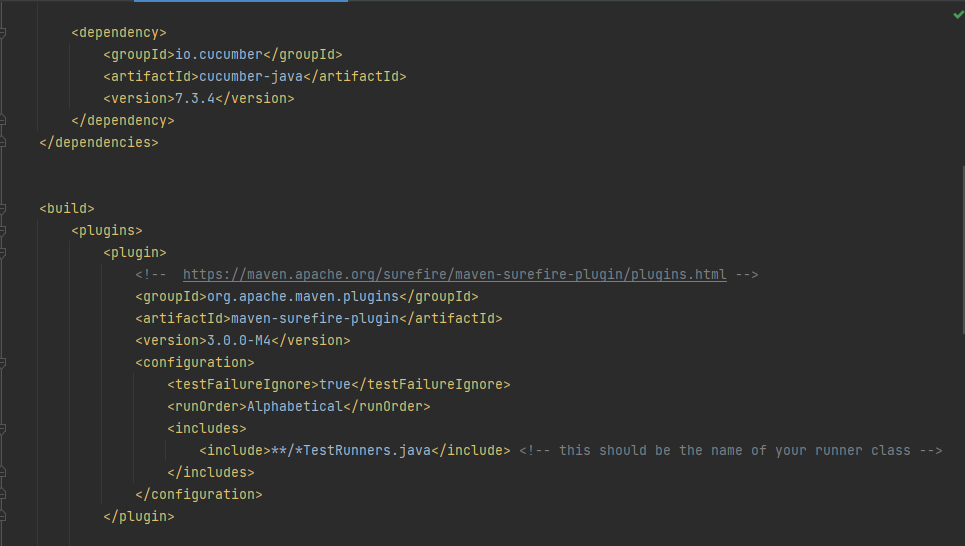 <dependency>
<groupId>io.cucumber</groupId>
<artifactId>cucumber-java</artifactId>
<version>7.3.4</version>
</dependency>
</dependencies>
<build>
<plugins>
<plugin>
<!--  https://maven.apache.org/surefire/maven-surefire-plugin/plugins.html -->
<groupId>org.apache.maven.plugins</groupId>
<artifactId>maven-surefire-plugin</artifactId>
<version>3.0.0-M4</version>
<configuration>
<testFailureIgnore>true</testFailureIgnore>
<runOrder>Alphabetical</runOrder>
<includes>
<include>**/*TestRunners.java</include> <!-- this should be the name of your runner class -->
</includes>
</configuration>
</plugin>